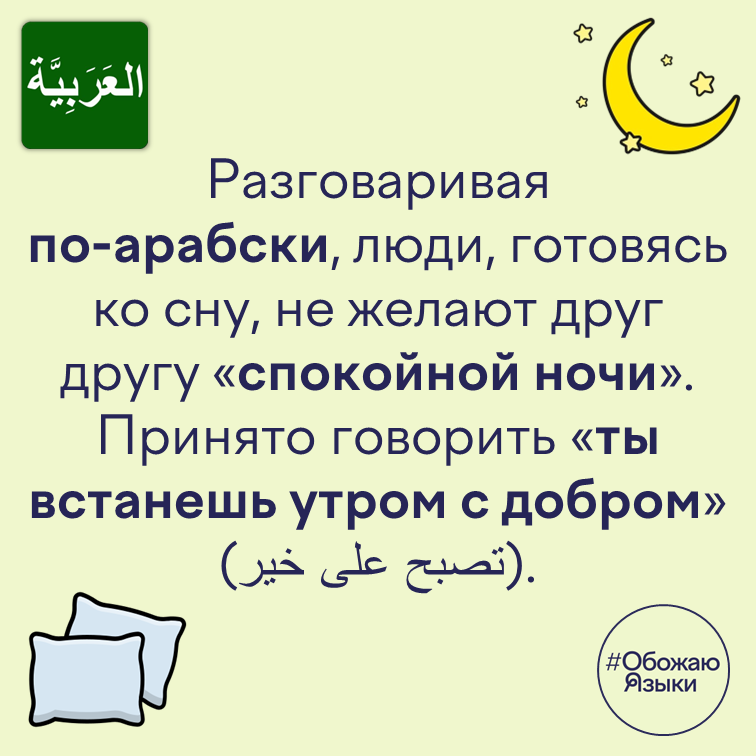 العَرَبِيَّة
Разговаривая
по-арабски, люди, готовясь
ко сну, не желают друг
другу «спокойной ночи».
Принято говорить «ты
встанешь утром с добром»
(تصبح على خير).
#Обожаю
Языки